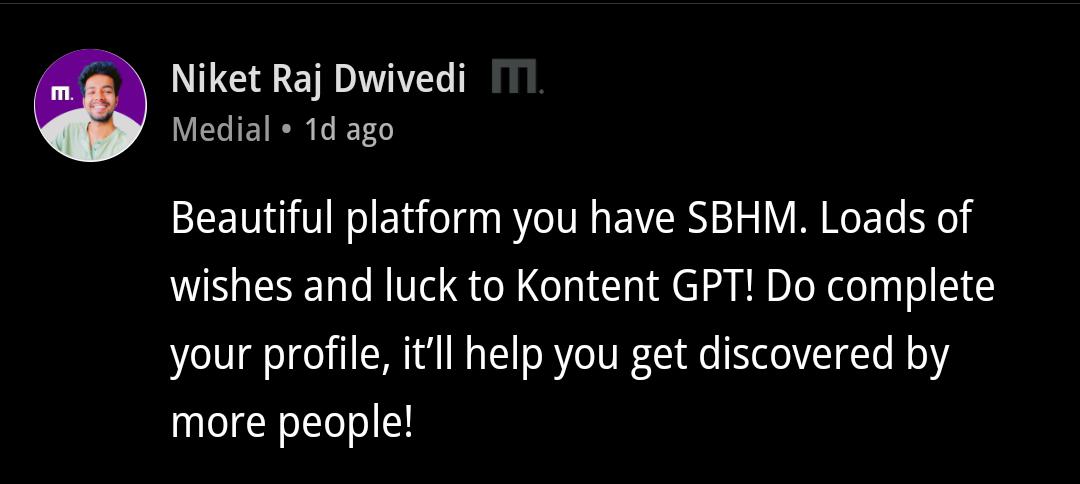 m.
Niket Raj Dwivedi m.
Medial • 1d ago
Beautiful platform you have SBHM. Loads of
wishes and luck to Kontent GPT! Do complete
your profile, it’ll help you get discovered by
more people!